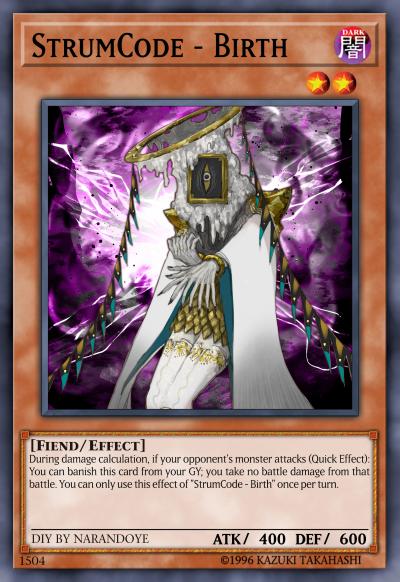 StrumCode - Birth
DARK
闇
[Fiend/Effect]
During damage calculation, if your opponent's monster attacks (Quick Effect):
You can banish this card from your GY; you take no battle damage from that
battle. You can only use this effect of "StrumCode - Birth" once per turn.
DIY BY NARANDOYE
ATK/ 400 DEF/ 600
1504
©1996 KAZUKI TAKAHASHI